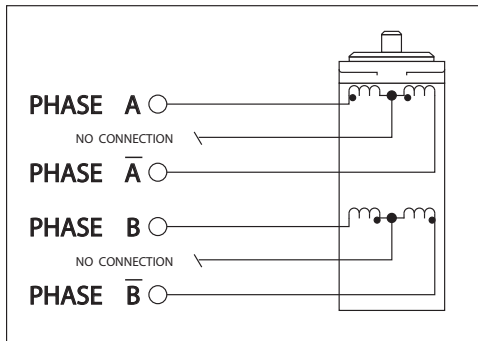 PHASE A
NO CONNECTION
PHASE A̅
PHASE B
NO CONNECTION
PHASE B̅